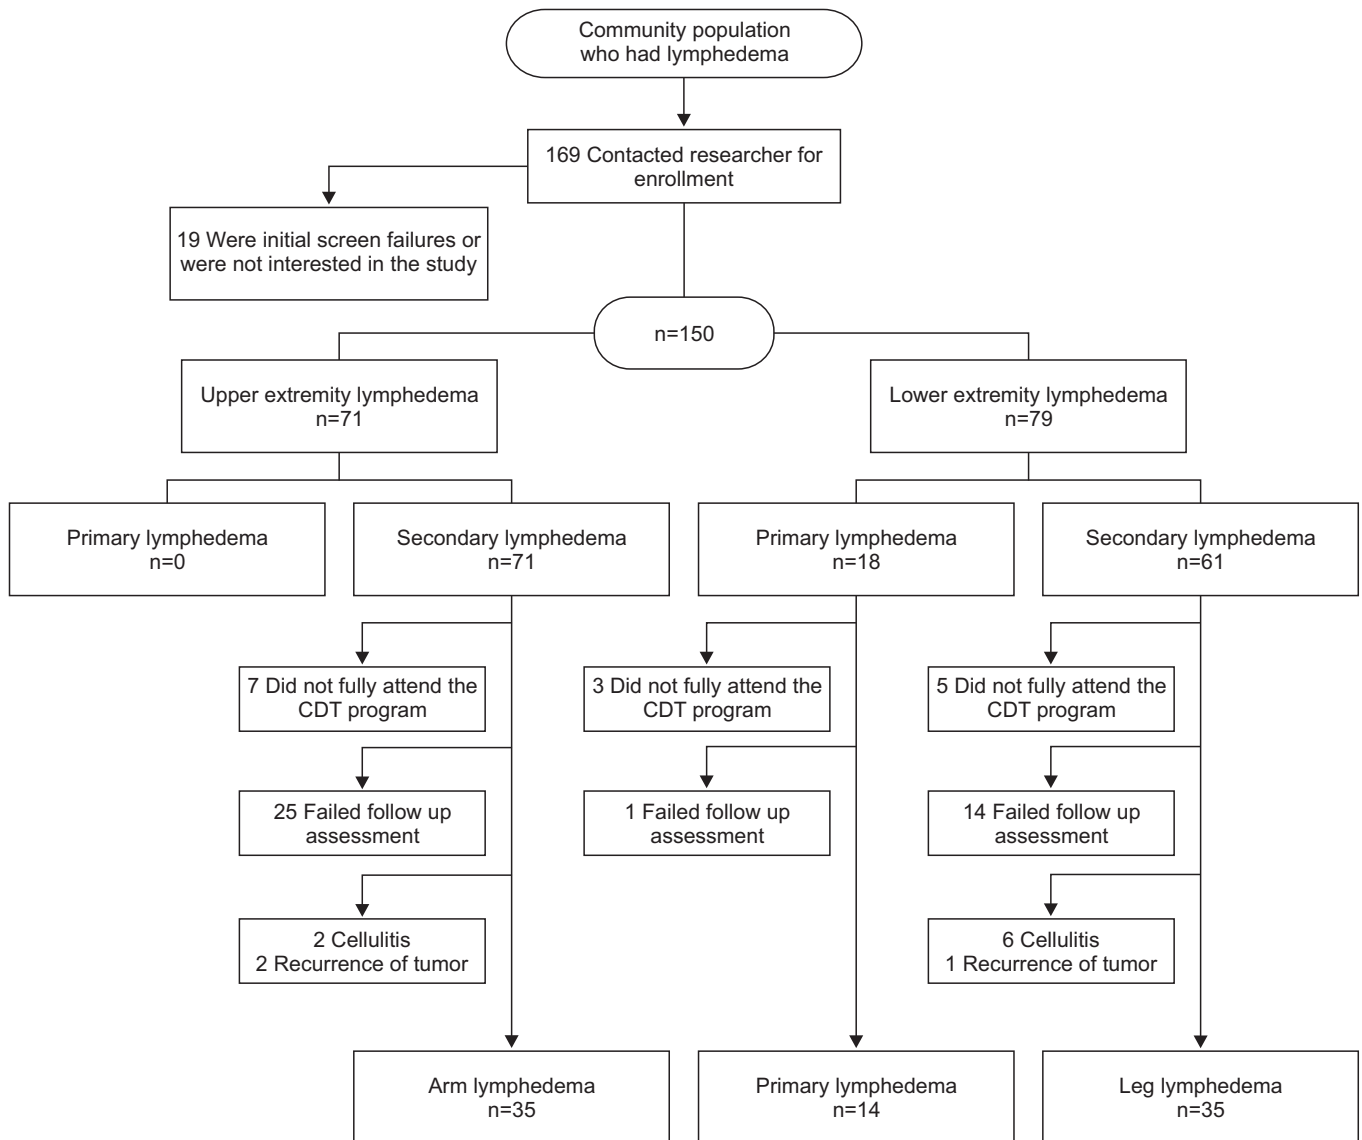 Community population
who had lymphedema
169 Contacted researcher for
enrollment
19 Were initial screen failures or
were not interested in the study
n=150
Upper extremity lymphedema
n=71
Lower extremity lymphedema
n=79
Primary lymphedema
n=0
Secondary lymphedema
n=71
Primary lymphedema
n=18
Secondary lymphedema
n=61
7 Did not fully attend the
CDT program
3 Did not fully attend the
CDT program
5 Did not fully attend the
CDT program
25 Failed follow up
assessment
1 Failed follow up
assessment
14 Failed follow up
assessment
2 Cellulitis
2 Recurrence of tumor
6 Cellulitis
1 Recurrence of tumor
Arm lymphedema
n=35
Primary lymphedema
n=14
Leg lymphedema
n=35